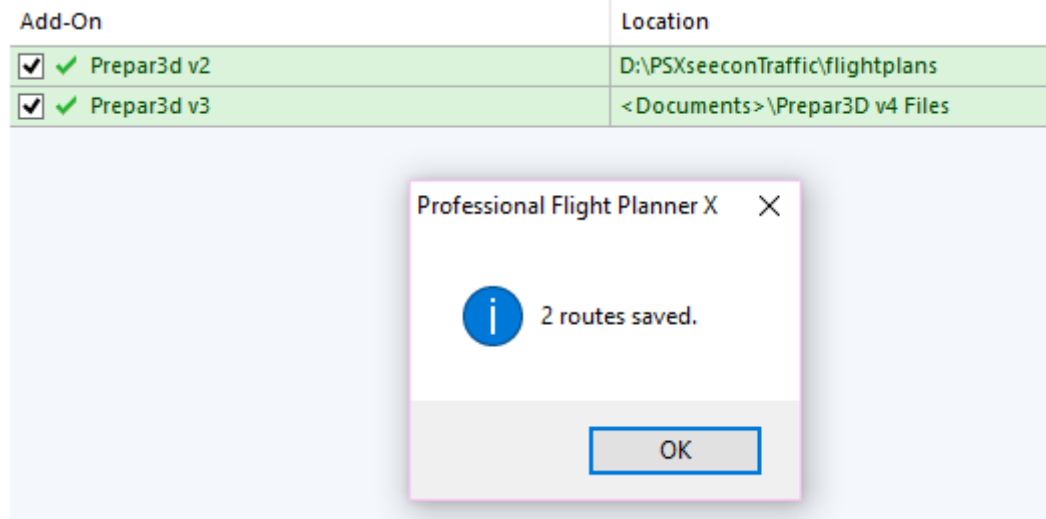 Add-On Location
Prepar3d v2 D:\PSXseeconTraffic\flightplans
Prepar3d v3 <Documents>\Prepar3D v4 Files
Professional Flight Planner X
2 routes saved.
OK